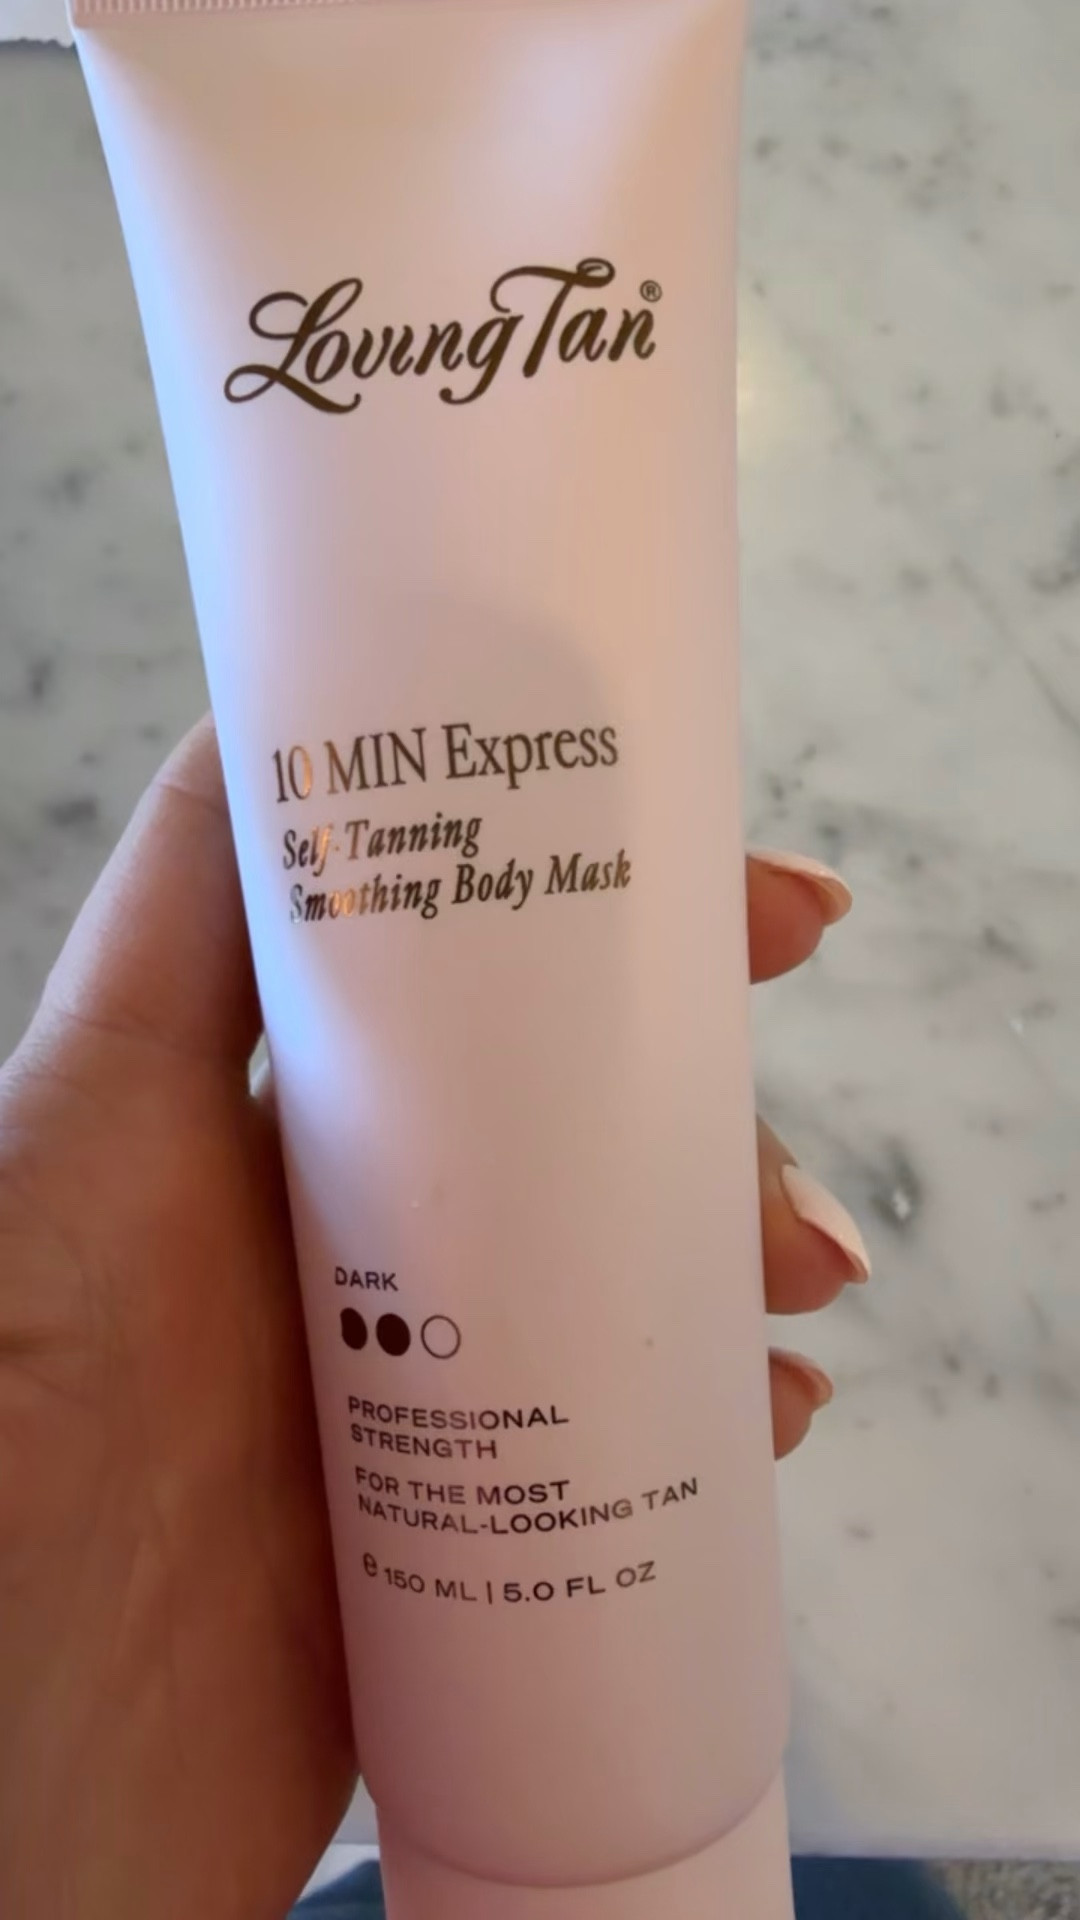 Loving Tan®
10 MIN Express
Self-Tanning
Smoothing Body Mask
DARK
PROFESSIONAL
STRENGTH
FOR THE MOST
NATURAL-LOOKING TAN
℮ 150 ML | 5.0 FL OZ